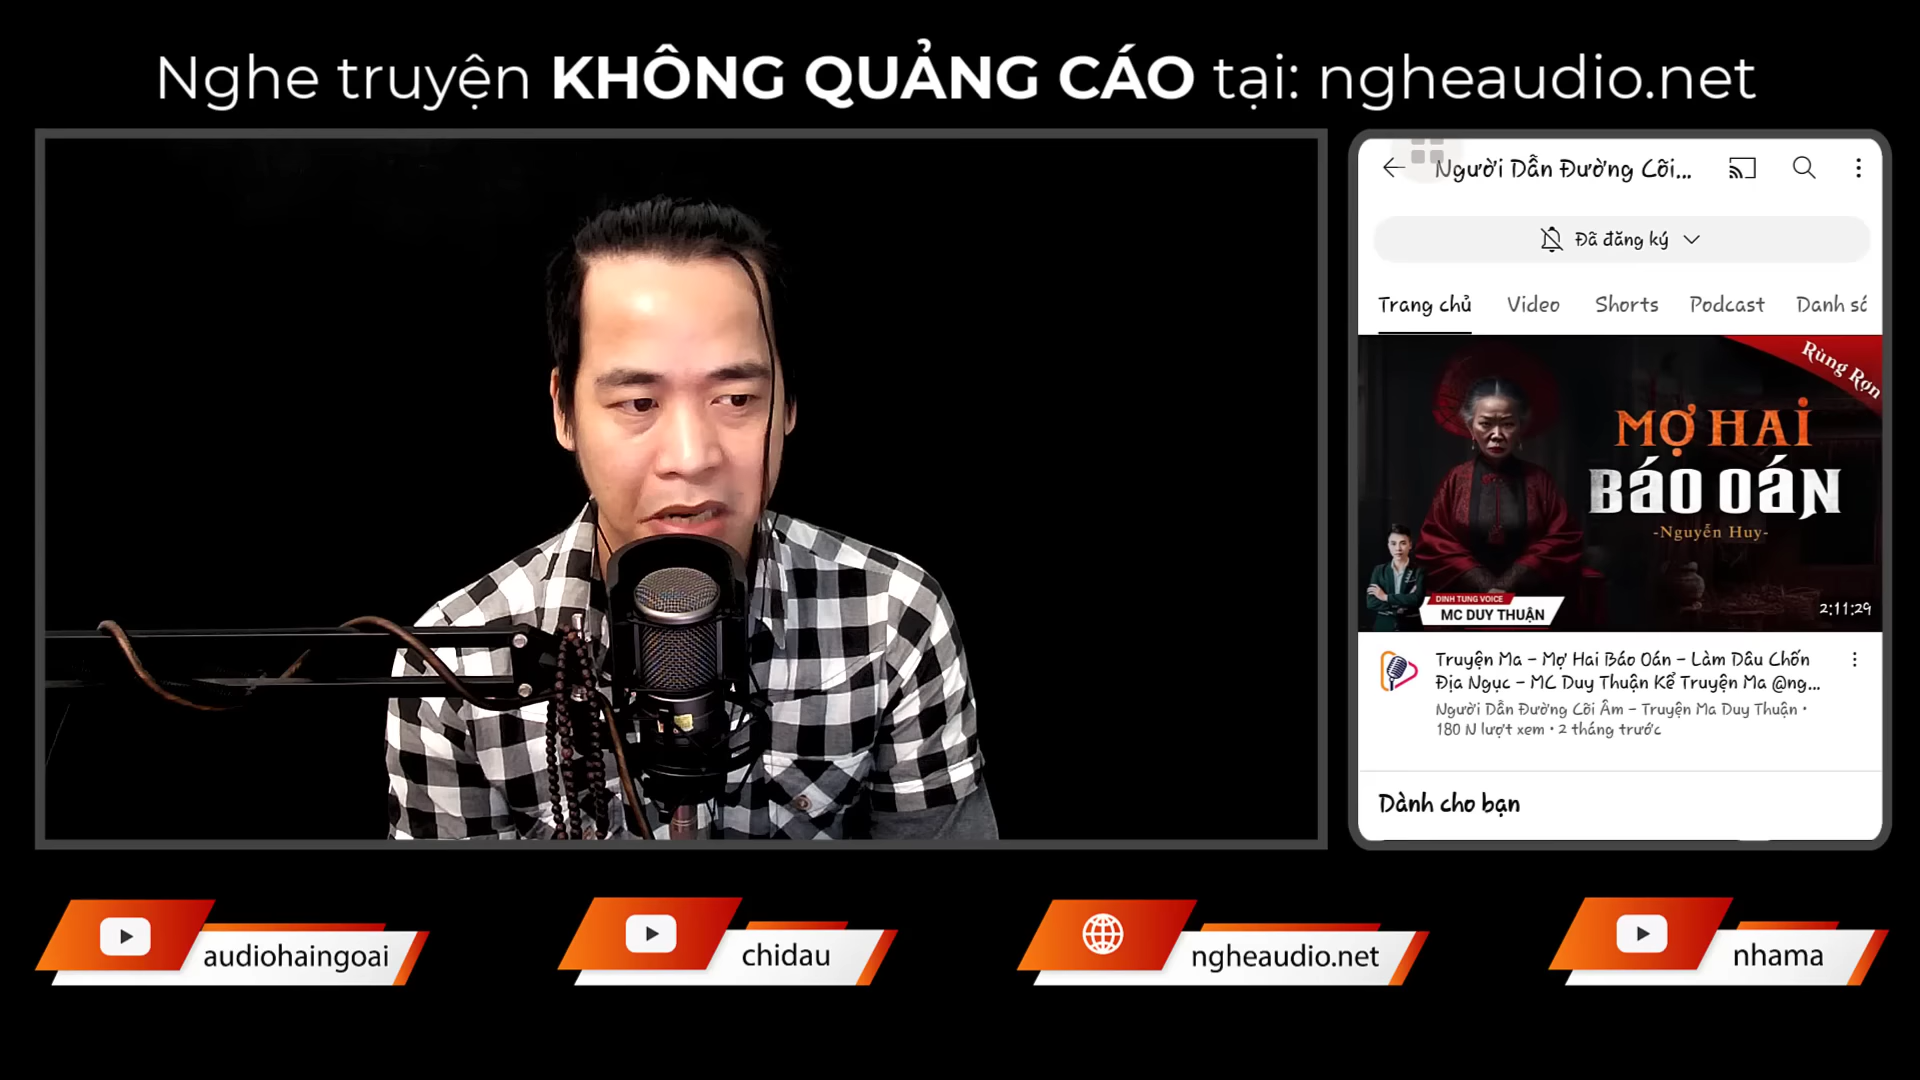 Nghe truyện KHÔNG QUẢNG CÁO tại: ngheaudio.net
Người Dẫn Đường Cõi...
Đã đăng ký
Trang chủ Video Shorts Podcast Danh sá
Rùng Rợn
MỢ HAI
BÁO OÁN
-Nguyễn Huy-
DINH TUNG VOICE
MC DUY THUẬN
2:11:29
Truyện Ma - Mợ Hai Báo Oán - Làm Dâu Chốn
Địa Ngục - MC Duy Thuận Kể Truyện Ma @ng...
Người Dẫn Đường Cõi Âm - Truyện Ma Duy Thuận •
180 N lượt xem • 2 tháng trước
Dành cho bạn
audiohaingoai
chidau
ngheaudio.net
nhama